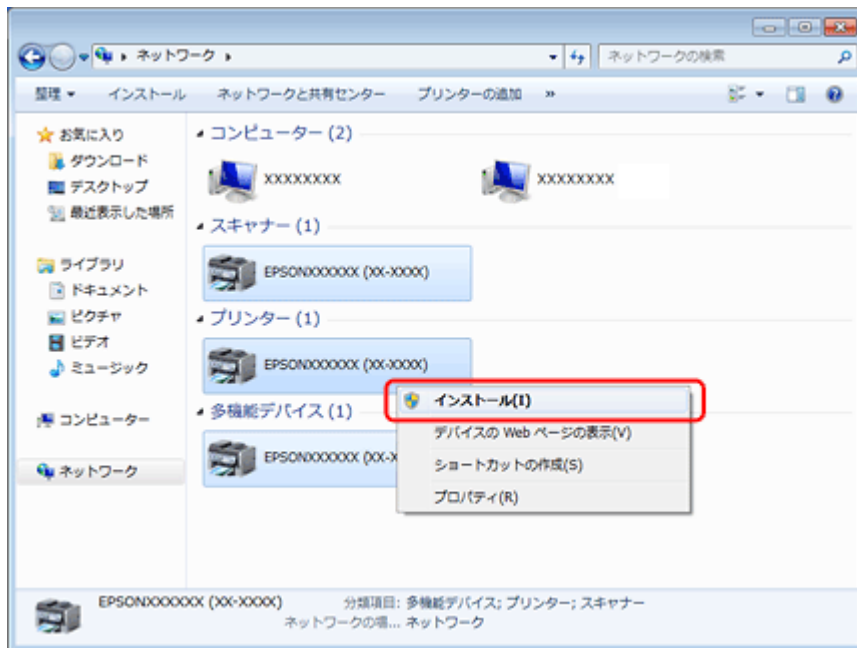 ネットワーク
ネットワークの検索
整理 インストール ネットワークと共有センター プリンターの追加 »
お気に入り
ダウンロード
デスクトップ
最近表示した場所
ライブラリ
ドキュメント
ピクチャ
ビデオ
ミュージック
コンピューター
ネットワーク
コンピューター (2)
XXXXXXXX XXXXXXXX
スキャナー (1)
EPSONXXXXXX (XX-XXXX)
プリンター (1)
EPSONXXXXXX (XX-XXXX)
多機能デバイス (1)
EPSONXXXXXX (XX-X
インストール(I)
デバイスの Web ページの表示(V)
ショートカットの作成(S)
プロパティ(R)
EPSONXXXXXX (XX-XXXX) 分類項目: 多機能デバイス; プリンター; スキャナー
ネットワークの場... ネットワーク